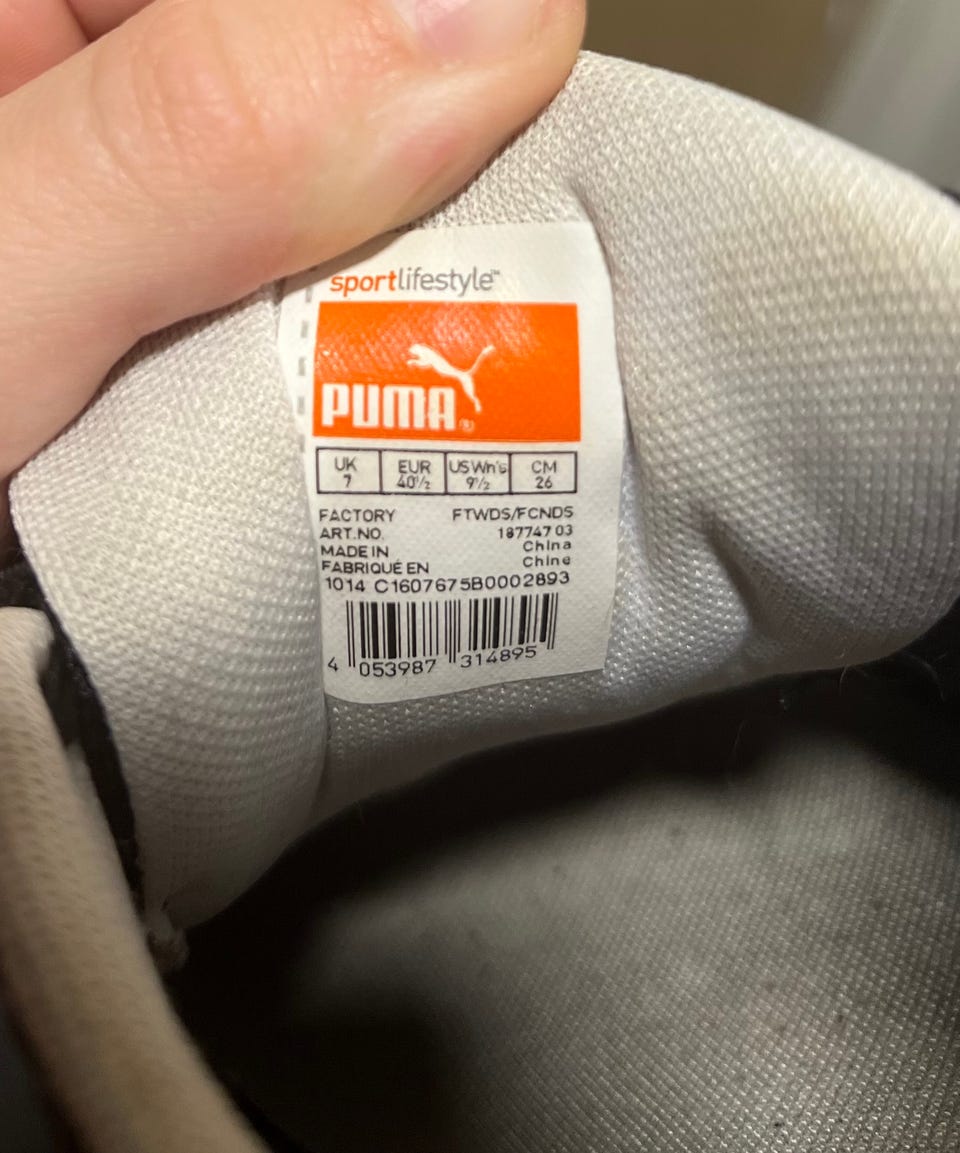 sportlifestyle™
PUMA®
UK EUR US Wn's CM
7 40½ 9½ 26
FACTORY FTWDS/FCNDS
ART.NO. 187747 03
MADE IN China
FABRIQUÉ EN Chine
1014 C1607675B0002893
4 053987 314895